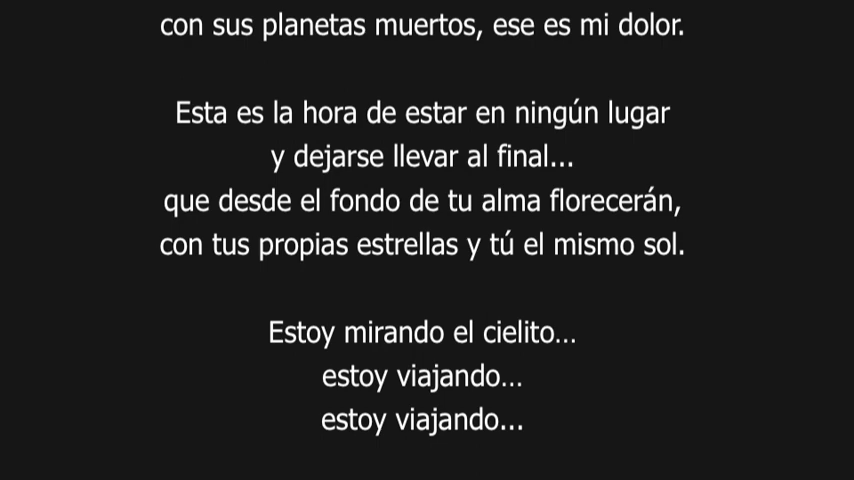 con sus planetas muertos, ese es mi dolor.
Esta es la hora de estar en ningún lugar
y dejarse llevar al final...
que desde el fondo de tu alma florecerán,
con tus propias estrellas y tú el mismo sol.
Estoy mirando el cielito...
estoy viajando...
estoy viajando...